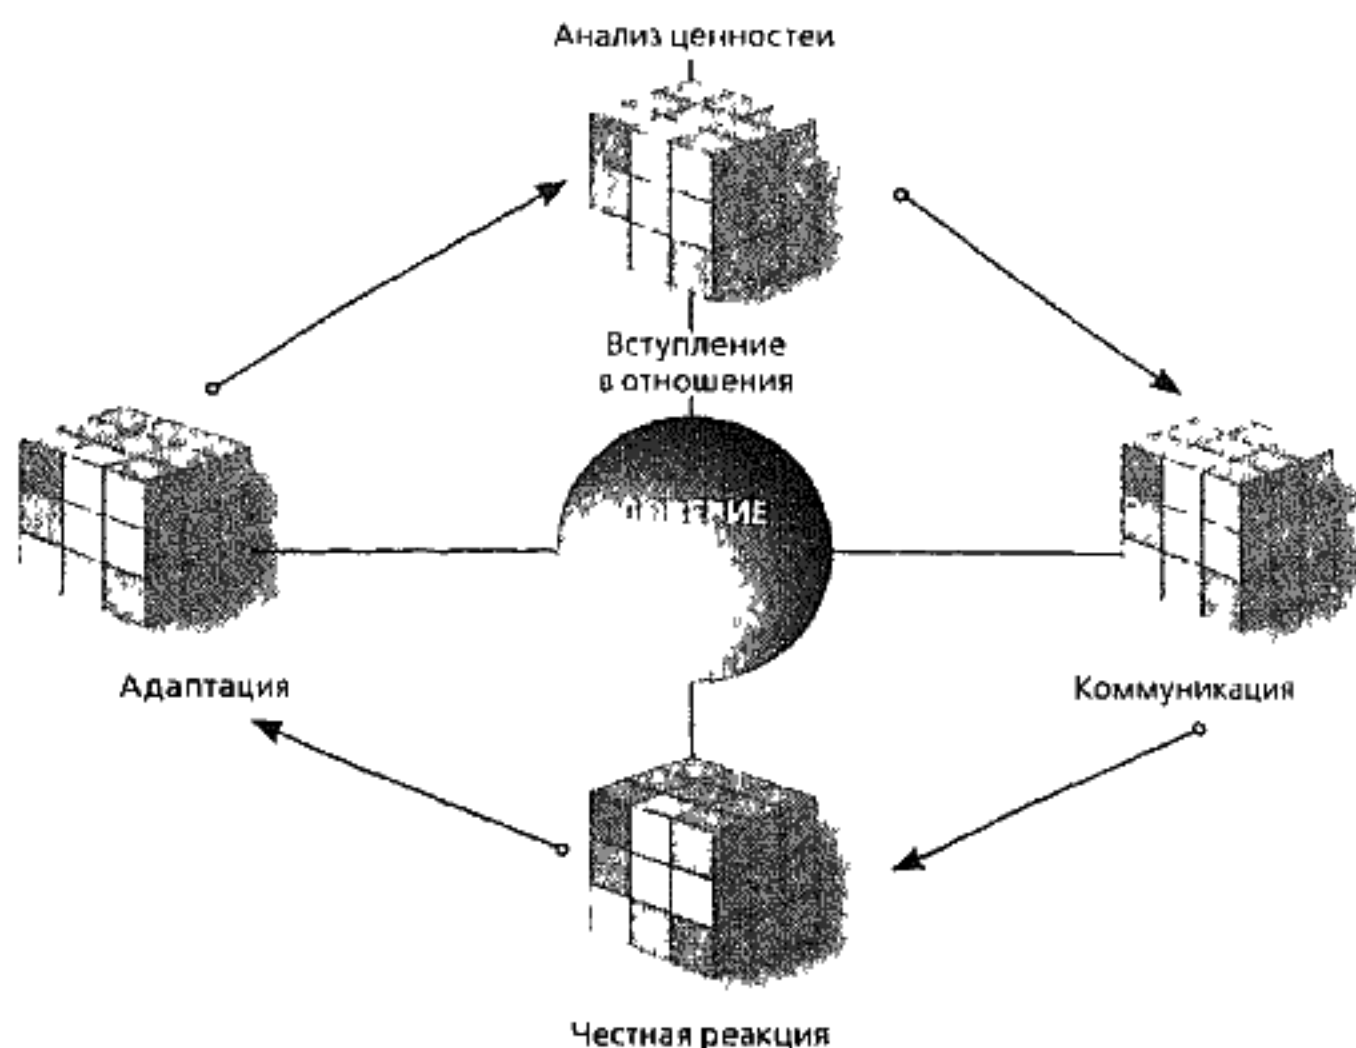 Анализ ценностей
Вступление
в отношения
Адаптация
Коммуникация
Честная реакция